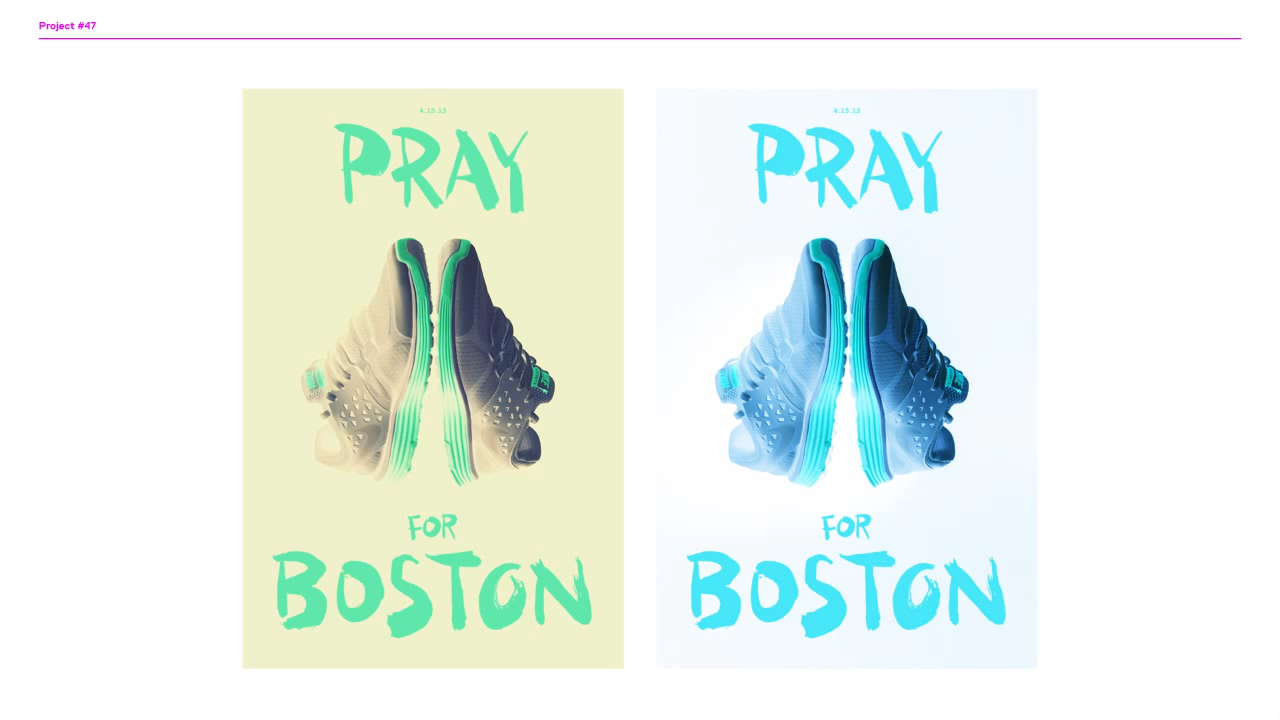 Project #47
4.15.13
PRAY
FOR
BOSTON
4.15.13
PRAY
FOR
BOSTON